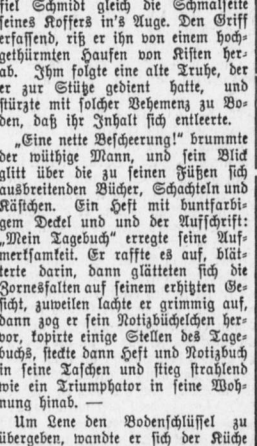 fiel Schmidt gleich die Schmalseite
seines Koffers in's Auge. Den Griff
erfassend, riß er ihn von einem hoch-
gethürmten Haufen von Kisten her-
ab. Ihm folgte eine alte Truhe, der
er zur Stütze gedient hatte, und
stürzte mit solcher Vehemenz zu Bo-
den, daß ihr Inhalt sich entleerte.
„Eine nette Bescheerung!“ brummte
der wüthige Mann, und sein Blick
glitt über die zu seinen Füßen sich
ausbreitenden Bücher, Schachteln und
Kästchen. Ein Heft mit buntfarbi-
gem Deckel und und der Aufschrift:
„Mein Tagebuch“ erregte seine Auf-
merksamkeit. Er raffte es auf, blät-
terte darin, dann glätteten sich die
Zornesfalten auf seinem erhitzten Ge-
sicht, zuweilen lachte er grimmig auf,
dann zog er sein Notizbüchelchen her-
vor, kopirte einige Stellen des Tage-
buchs, steckte dann Heft und Notizbuch
in seine Taschen und stieg strahlend
wie ein Triumphator in seine Woh-
nung hinab. —
Um Lene den Bodenschlüssel zu
übergeben, wandte er sich der Küche